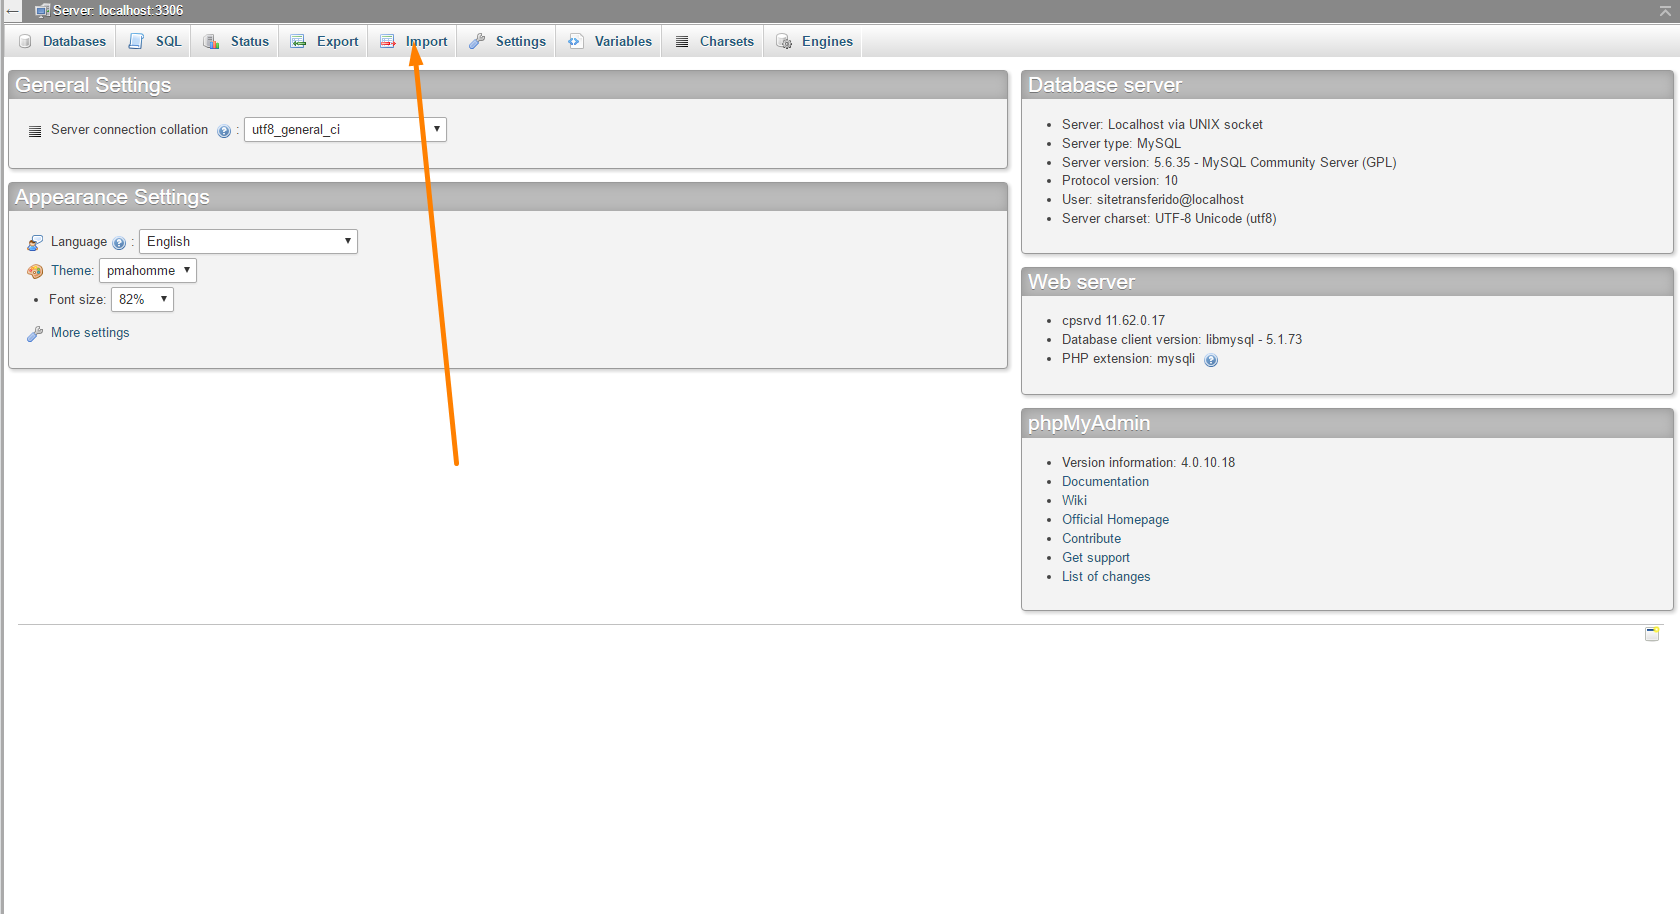 Server: localhost:3306
Databases SQL Status Export Import Settings Variables Charsets Engines
General Settings
Server connection collation : utf8_general_ci
Appearance Settings
Language : English
Theme: pmahomme
Font size: 82%
More settings
Database server
Server: Localhost via UNIX socket
Server type: MySQL
Server version: 5.6.35 - MySQL Community Server (GPL)
Protocol version: 10
User: sitetransferido@localhost
Server charset: UTF-8 Unicode (utf8)
Web server
cpsrvd 11.62.0.17
Database client version: libmysql - 5.1.73
PHP extension: mysqli
phpMyAdmin
Version information: 4.0.10.18
Documentation
Wiki
Official Homepage
Contribute
Get support
List of changes